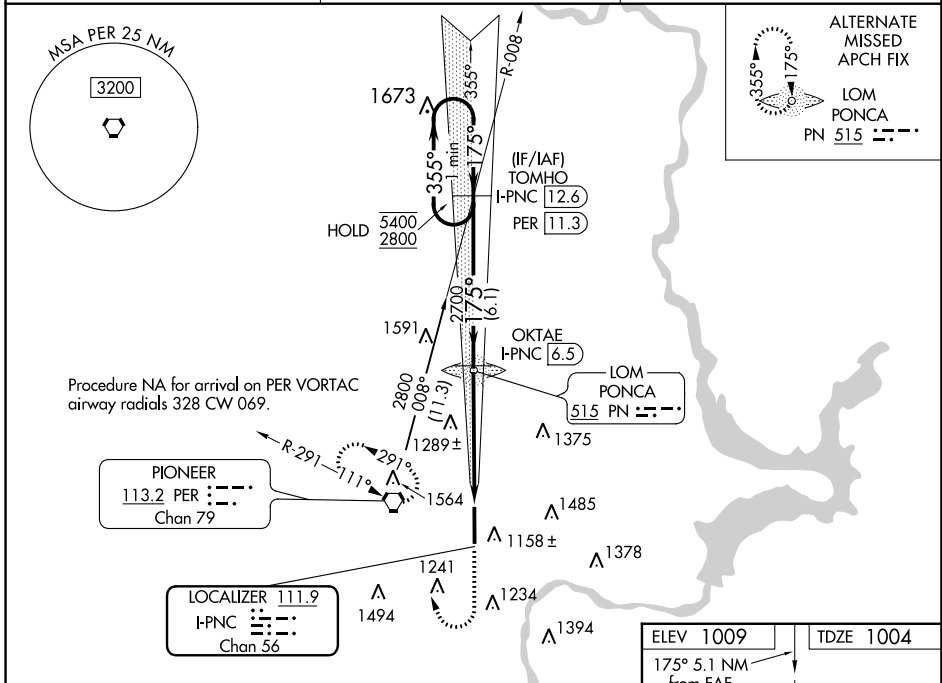 MSA PER 25 NM
3200
ALTERNATE
MISSED
APCH FIX
355°
175°
LOM
PONCA
PN 515
R-008
355°
1673
355°
1 min
175°
(IF/IAF)
TOMHO
I-PNC 12.6
PER 11.3
HOLD 5400
2800
2700
175°
(6.1)
1591
OKTAE
I-PNC 6.5
LOM
PONCA
515 PN
Procedure NA for arrival on PER VORTAC
airway radials 328 CW 069.
2800
008°
(11.3)
1289 ±
1375
R-291
111°
291°
PIONEER
113.2 PER
Chan 79
1564
1485
1158 ±
1378
1241
LOCALIZER 111.9
I-PNC
Chan 56
1494
1234
1394
ELEV 1009
TDZE 1004
175° 5.1 NM
from FAF